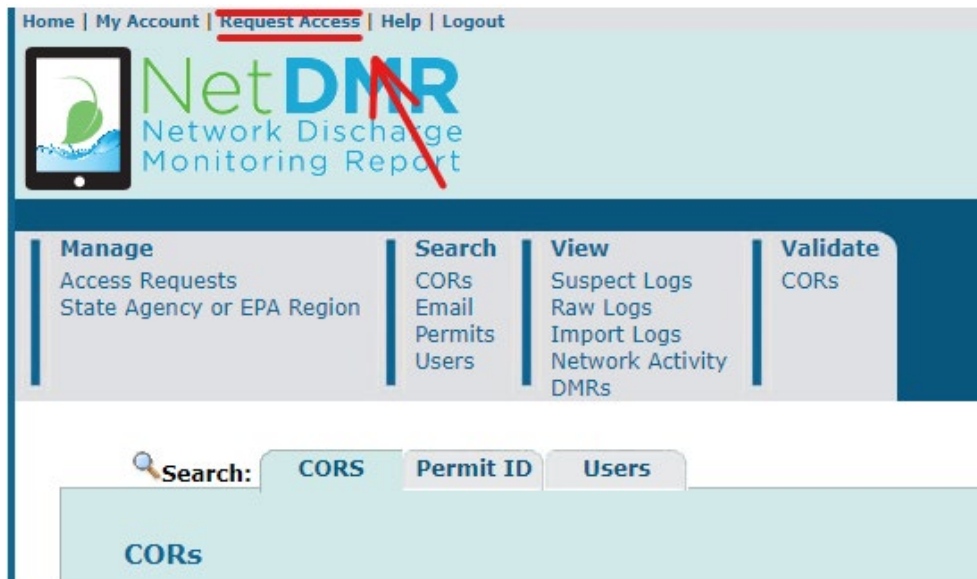 Home | My Account | Request Access | Help | Logout
NetDMR
Network Discharge
Monitoring Report
Manage
Access Requests
State Agency or EPA Region
Search
CORs
Email
Permits
Users
View
Suspect Logs
Raw Logs
Import Logs
Network Activity
DMRs
Validate
CORs
Search: CORS Permit ID Users
CORs